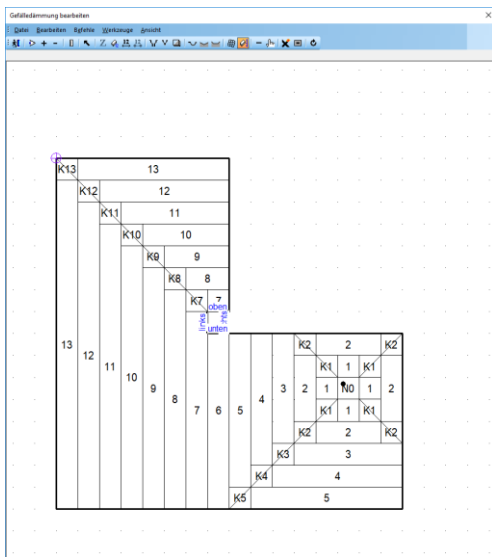 Gefälledämmung bearbeiten
Datei Bearbeiten Befehle Werkzeuge Ansicht
K13 13
K12 12
K11 11
K10 10
K9 9
K8 8
K7 7
oben
links rechts
unten
K2 2 K2
K1 1 K1
13 12 11 10 9 8 7 6 5 4 3 2 1 N0 1 2
K1 1 K1
K2 2 K2
K3 3
K4 4
K5 5